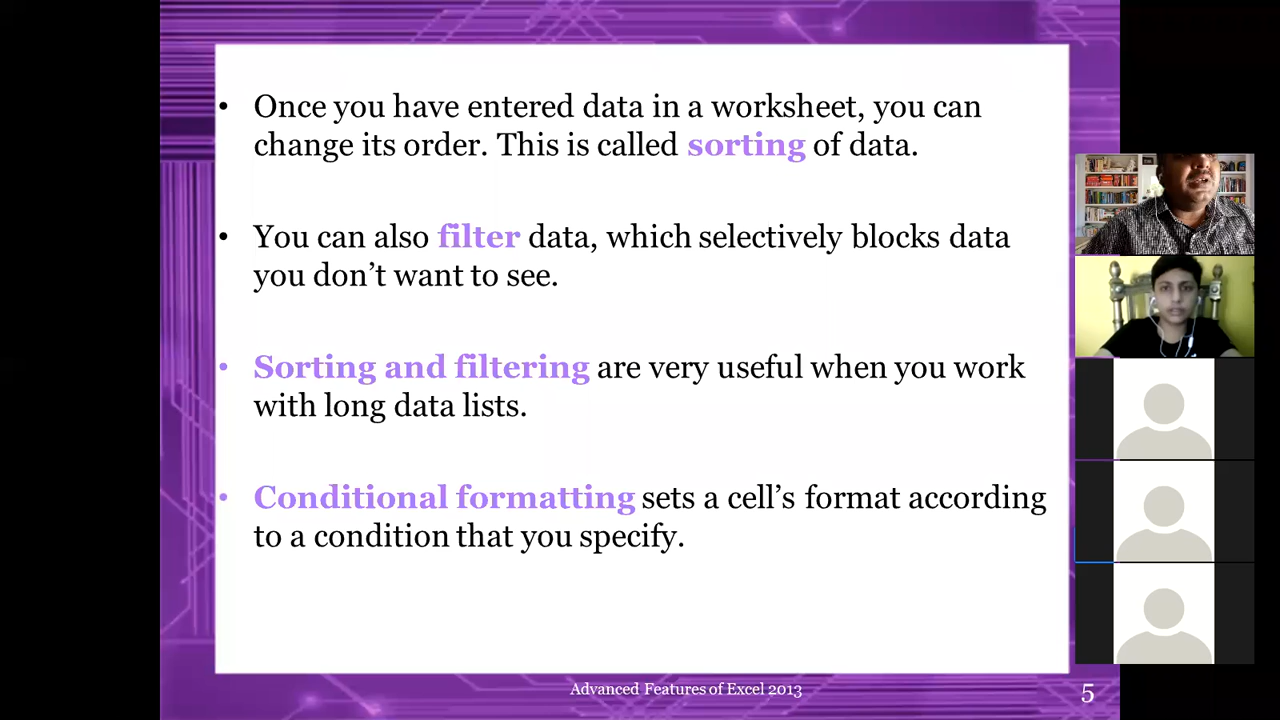 • Once you have entered data in a worksheet, you can
change its order. This is called sorting of data.
• You can also filter data, which selectively blocks data
you don’t want to see.
• Sorting and filtering are very useful when you work
with long data lists.
• Conditional formatting sets a cell’s format according
to a condition that you specify.
Advanced Features of Excel 2013
5